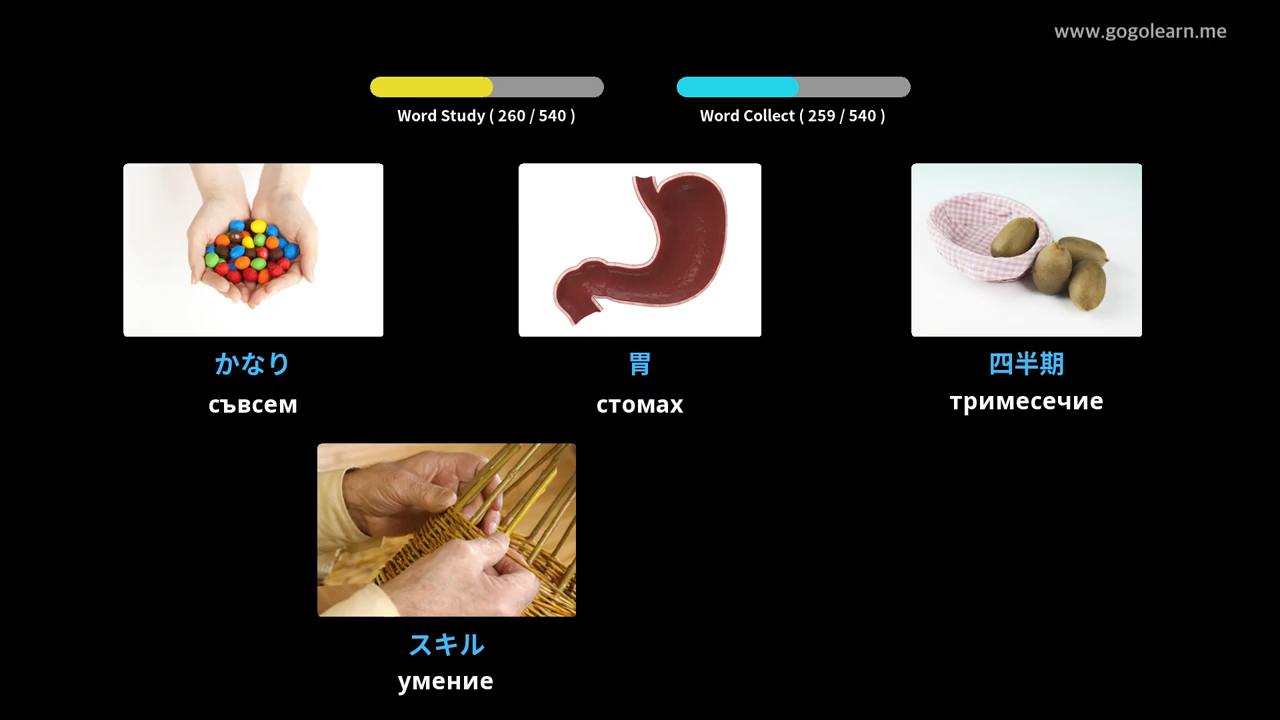 www.gogolearn.me
Word Study ( 260 / 540 )
Word Collect ( 259 / 540 )
かなり
съвсем
胃
стомах
四半期
тримесечие
スキル
умение